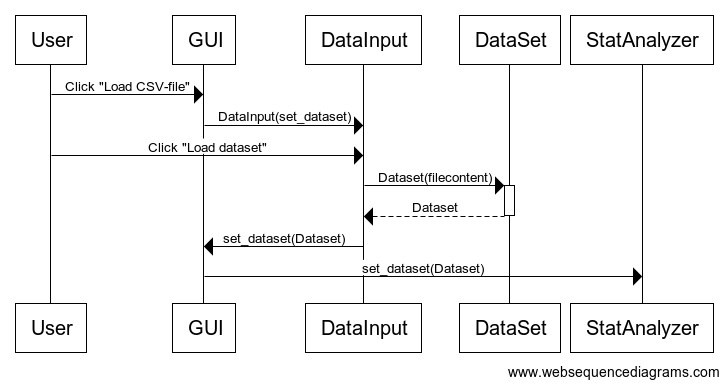 User GUI DataInput DataSet StatAnalyzer
Click "Load CSV-file"
DataInput(set_dataset)
Click "Load dataset"
Dataset(filecontent)
Dataset
set_dataset(Dataset)
set_dataset(Dataset)
User GUI DataInput DataSet StatAnalyzer
www.websequencediagrams.com